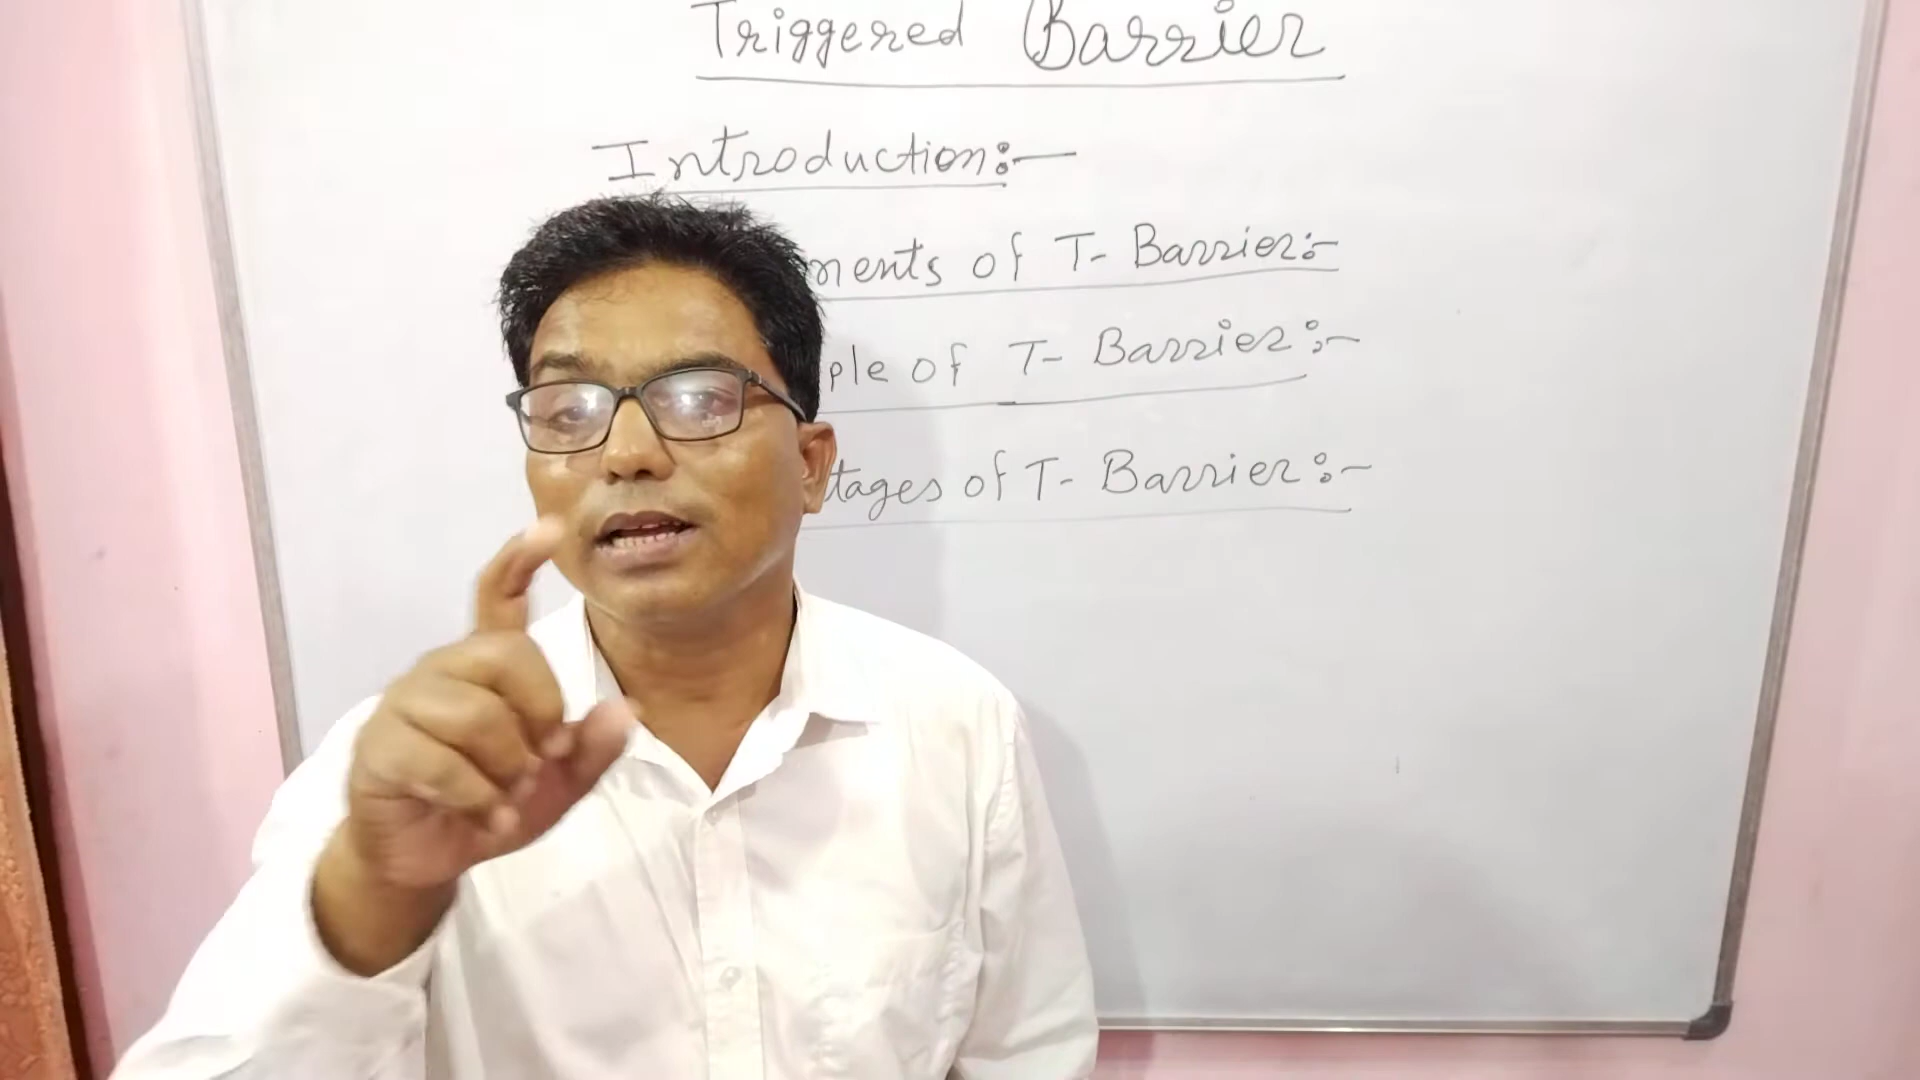 Triggered Barrier
Introduction:-
ments of T- Barrier:-
ple of T- Barrier:-
tages of T- Barrier:-